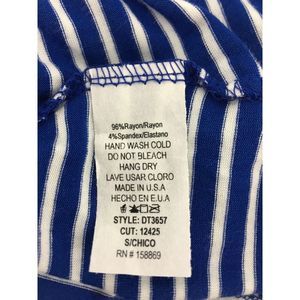 96%Rayon/Rayon
4%Spandex/Elastano
HAND WASH COLD
DO NOT BLEACH
HANG DRY
LAVE USAR CLORO
MADE IN U.S.A
HECHO EN E.U.A
STYLE: DT3657
CUT: 12425
S/CHICO
RN # 158869